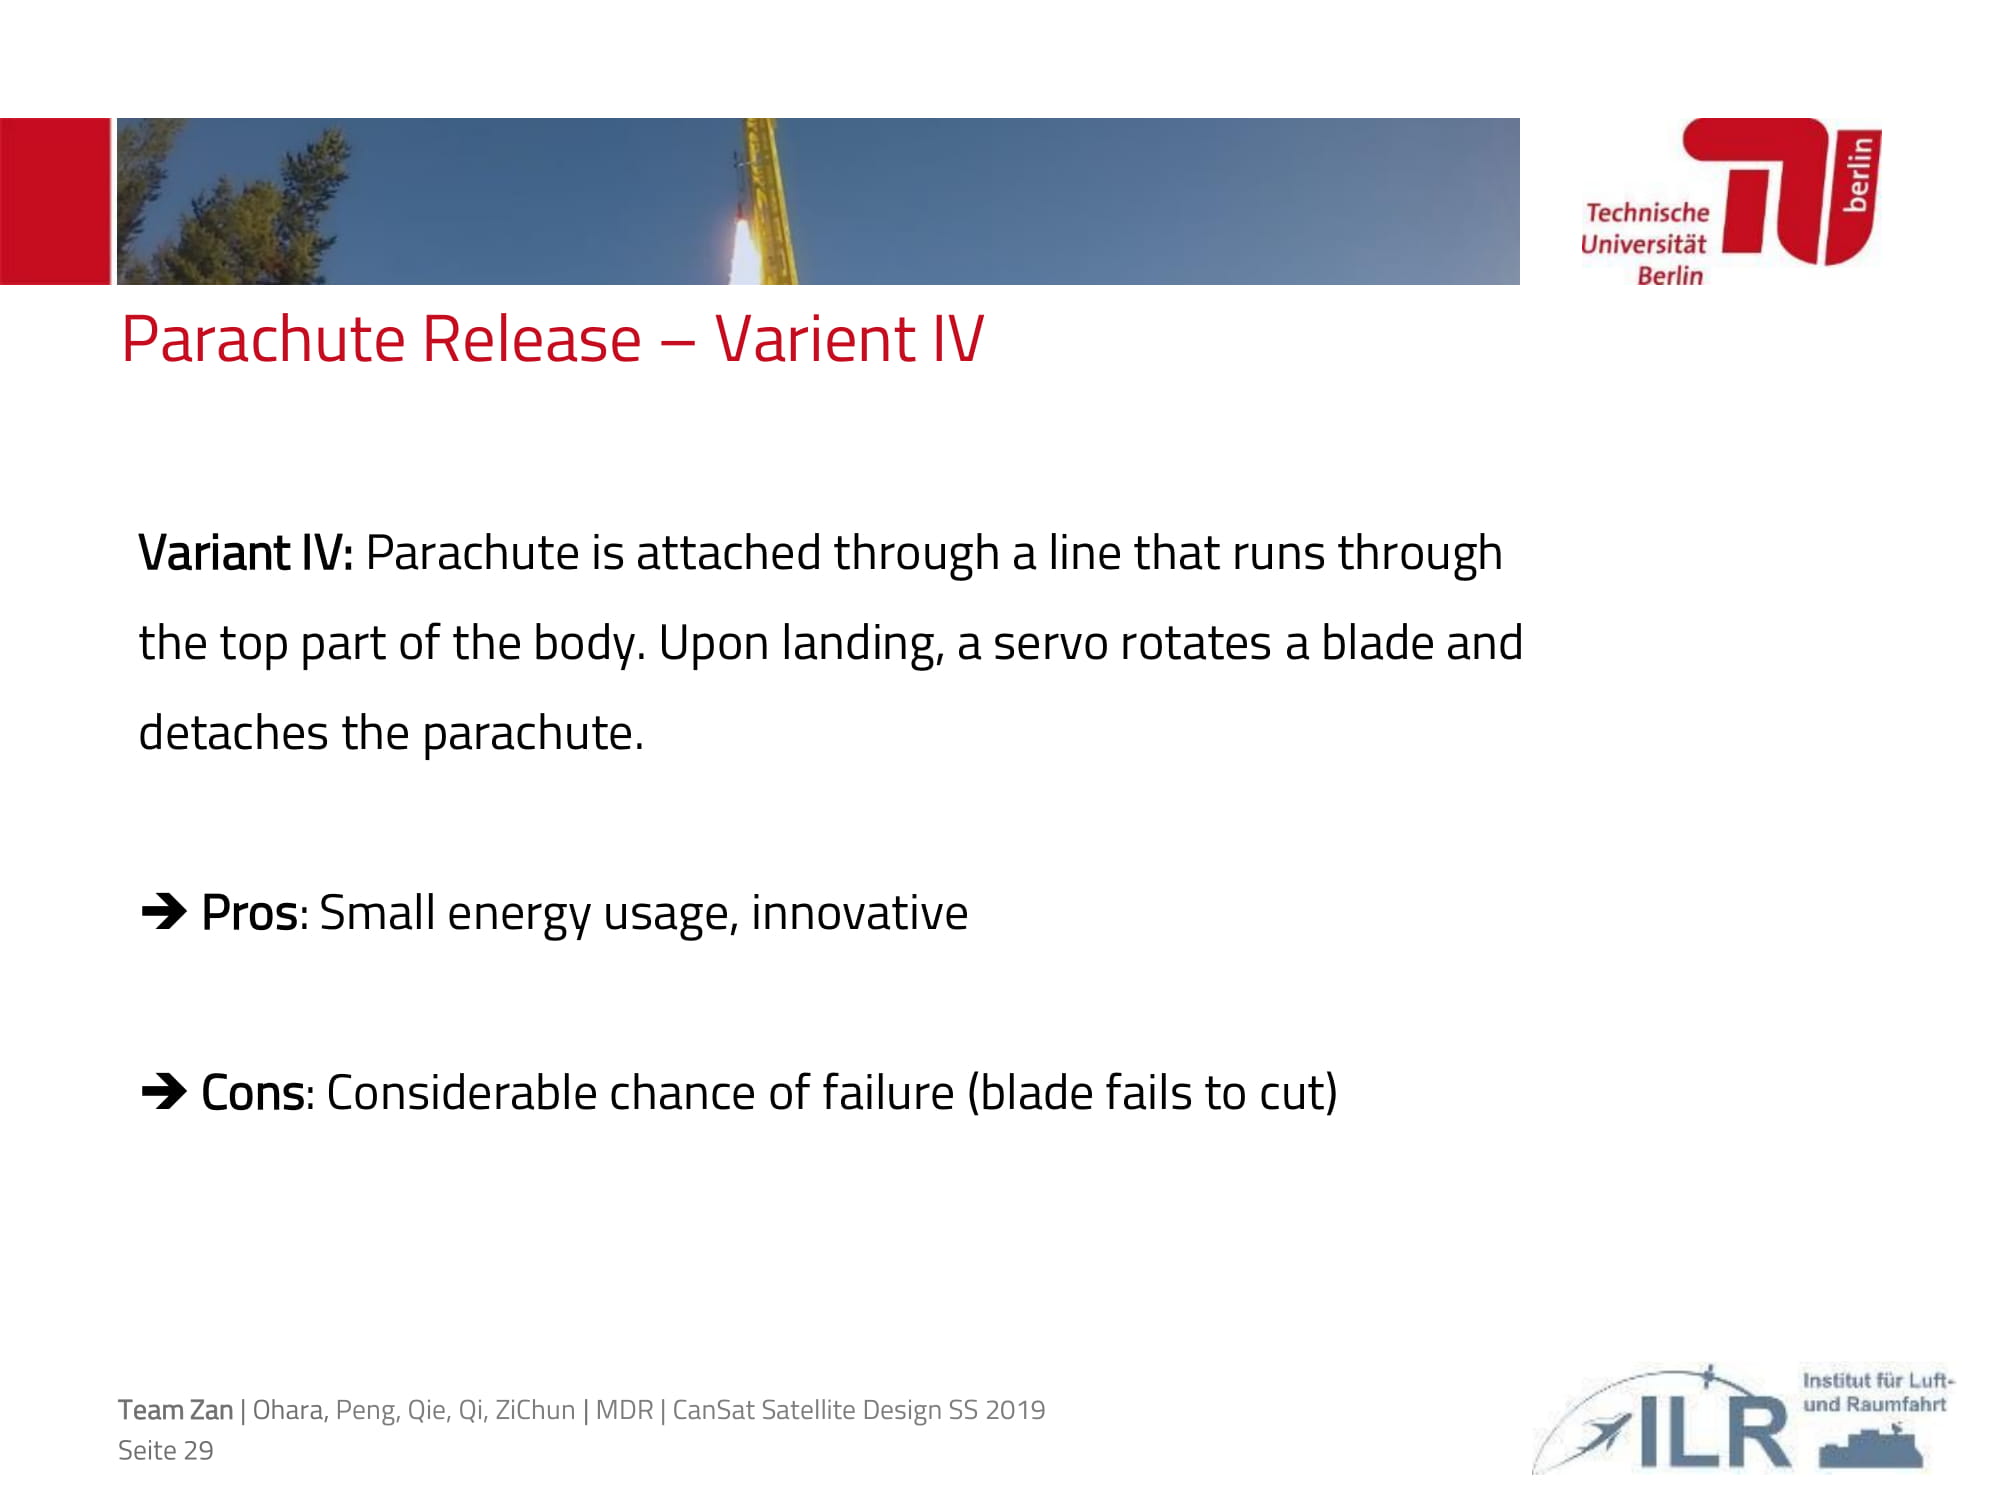 Technische
Universität
Berlin
berlin
Parachute Release – Varient IV
Variant IV: Parachute is attached through a line that runs through
the top part of the body. Upon landing, a servo rotates a blade and
detaches the parachute.
➔ Pros: Small energy usage, innovative
➔ Cons: Considerable chance of failure (blade fails to cut)
Team Zan | Ohara, Peng, Qie, Qi, ZiChun | MDR | CanSat Satellite Design SS 2019
Seite 29
ILR
Institut für Luft-
und Raumfahrt